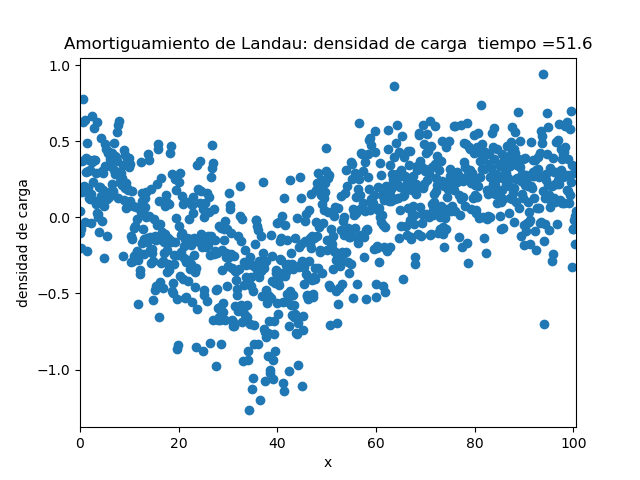 Amortiguamiento de Landau: densidad de carga  tiempo =51.6
1.0
0.5
0.0
−0.5
−1.0
densidad de carga
0 20 40 60 80 100
x